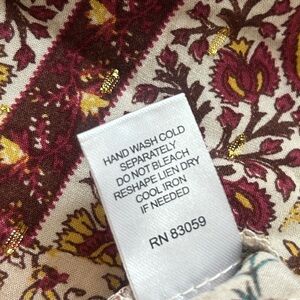 HAND WASH COLD
SEPARATELY
DO NOT BLEACH
RESHAPE LIEN DRY
COOL IRON
IF NEEDED
RN 83059